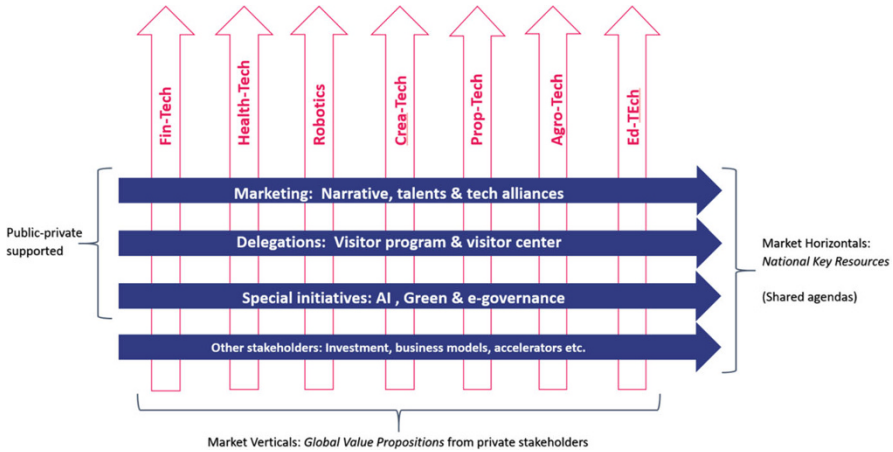 Fin-Tech
Health-Tech
Robotics
Crea-Tech
Prop-Tech
Agro-Tech
Ed-TEch
Marketing: Narrative, talents & tech alliances
Public-private
supported
Delegations: Visitor program & visitor center
Market Horizontals:
National Key Resources
(Shared agendas)
Special initiatives: AI , Green & e-governance
Other stakeholders: Investment, business models, accelerators etc.
Market Verticals: Global Value Propositions from private stakeholders